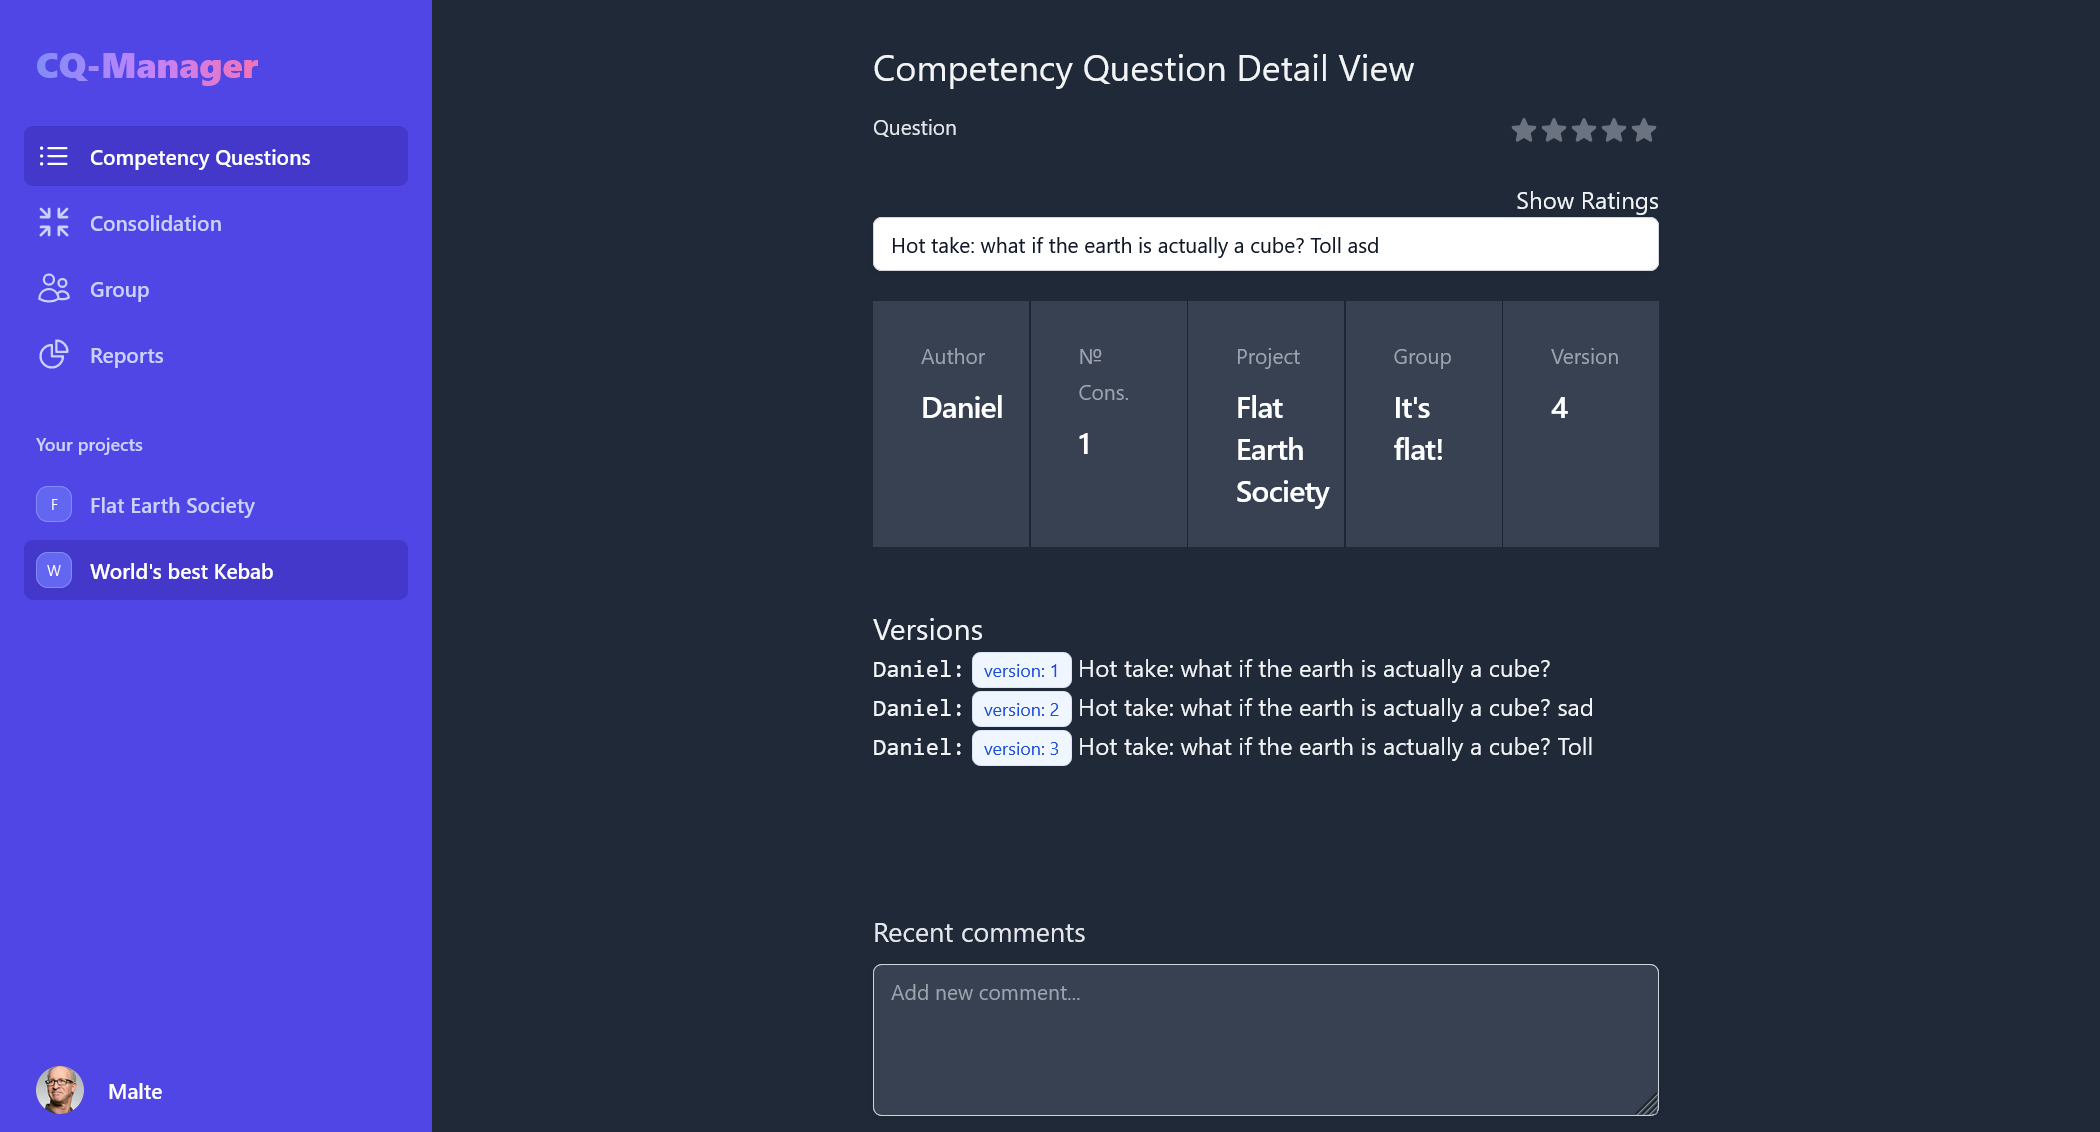 CQ-Manager
Competency Questions
Consolidation
Group
Reports
Your projects
F Flat Earth Society
W World's best Kebab
Malte
Competency Question Detail View
Question
Show Ratings
Hot take: what if the earth is actually a cube? Toll asd
Author
Daniel
№
Cons.
1
Project
Flat
Earth
Society
Group
It's
flat!
Version
4
Versions
Daniel: version: 1 Hot take: what if the earth is actually a cube?
Daniel: version: 2 Hot take: what if the earth is actually a cube? sad
Daniel: version: 3 Hot take: what if the earth is actually a cube? Toll
Recent comments
Add new comment...